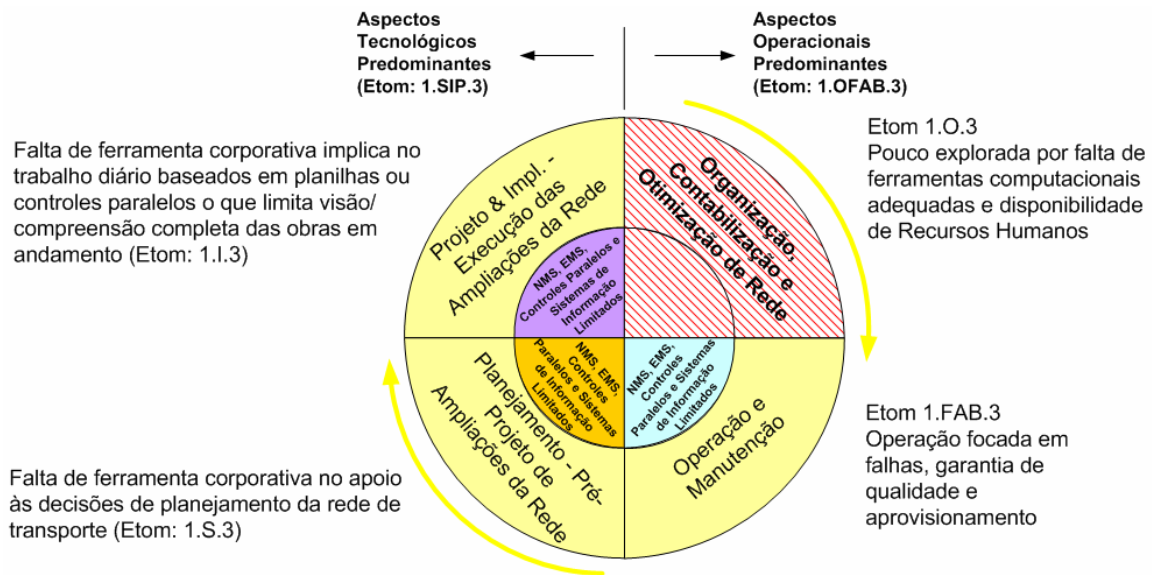 Aspectos
Tecnológicos
Predominantes
(Etom: 1.SIP.3)
Aspectos
Operacionais
Predominantes
(Etom: 1.OFAB.3)
Falta de ferramenta corporativa implica no
trabalho diário baseados em planilhas ou
controles paralelos o que limita visão/
compreensão completa das obras em
andamento (Etom: 1.I.3)
Projeto & Impl. -
Execução das
Ampliações da Rede
NMS, EMS,
Controles Paralelos e
Sistemas de
Informação
Limitados
Organização,
Contabilização e
Otimização de Rede
Etom 1.O.3
Pouco explorada por falta de
ferramentas computacionais
adequadas e disponibilidade
de Recursos Humanos
Falta de ferramenta corporativa no apoio
às decisões de planejamento da rede de
transporte (Etom: 1.S.3)
Planejamento - Pré-
Projeto de
Ampliações da Rede
NMS, EMS,
Controles
Paralelos e Sistemas
de Informação
Limitados
NMS, EMS,
Controles
Paralelos e Sistemas
de Informação
Limitados
Operação e
Manutenção
Etom 1.FAB.3
Operação focada em
falhas, garantia de
qualidade e
aprovisionamento